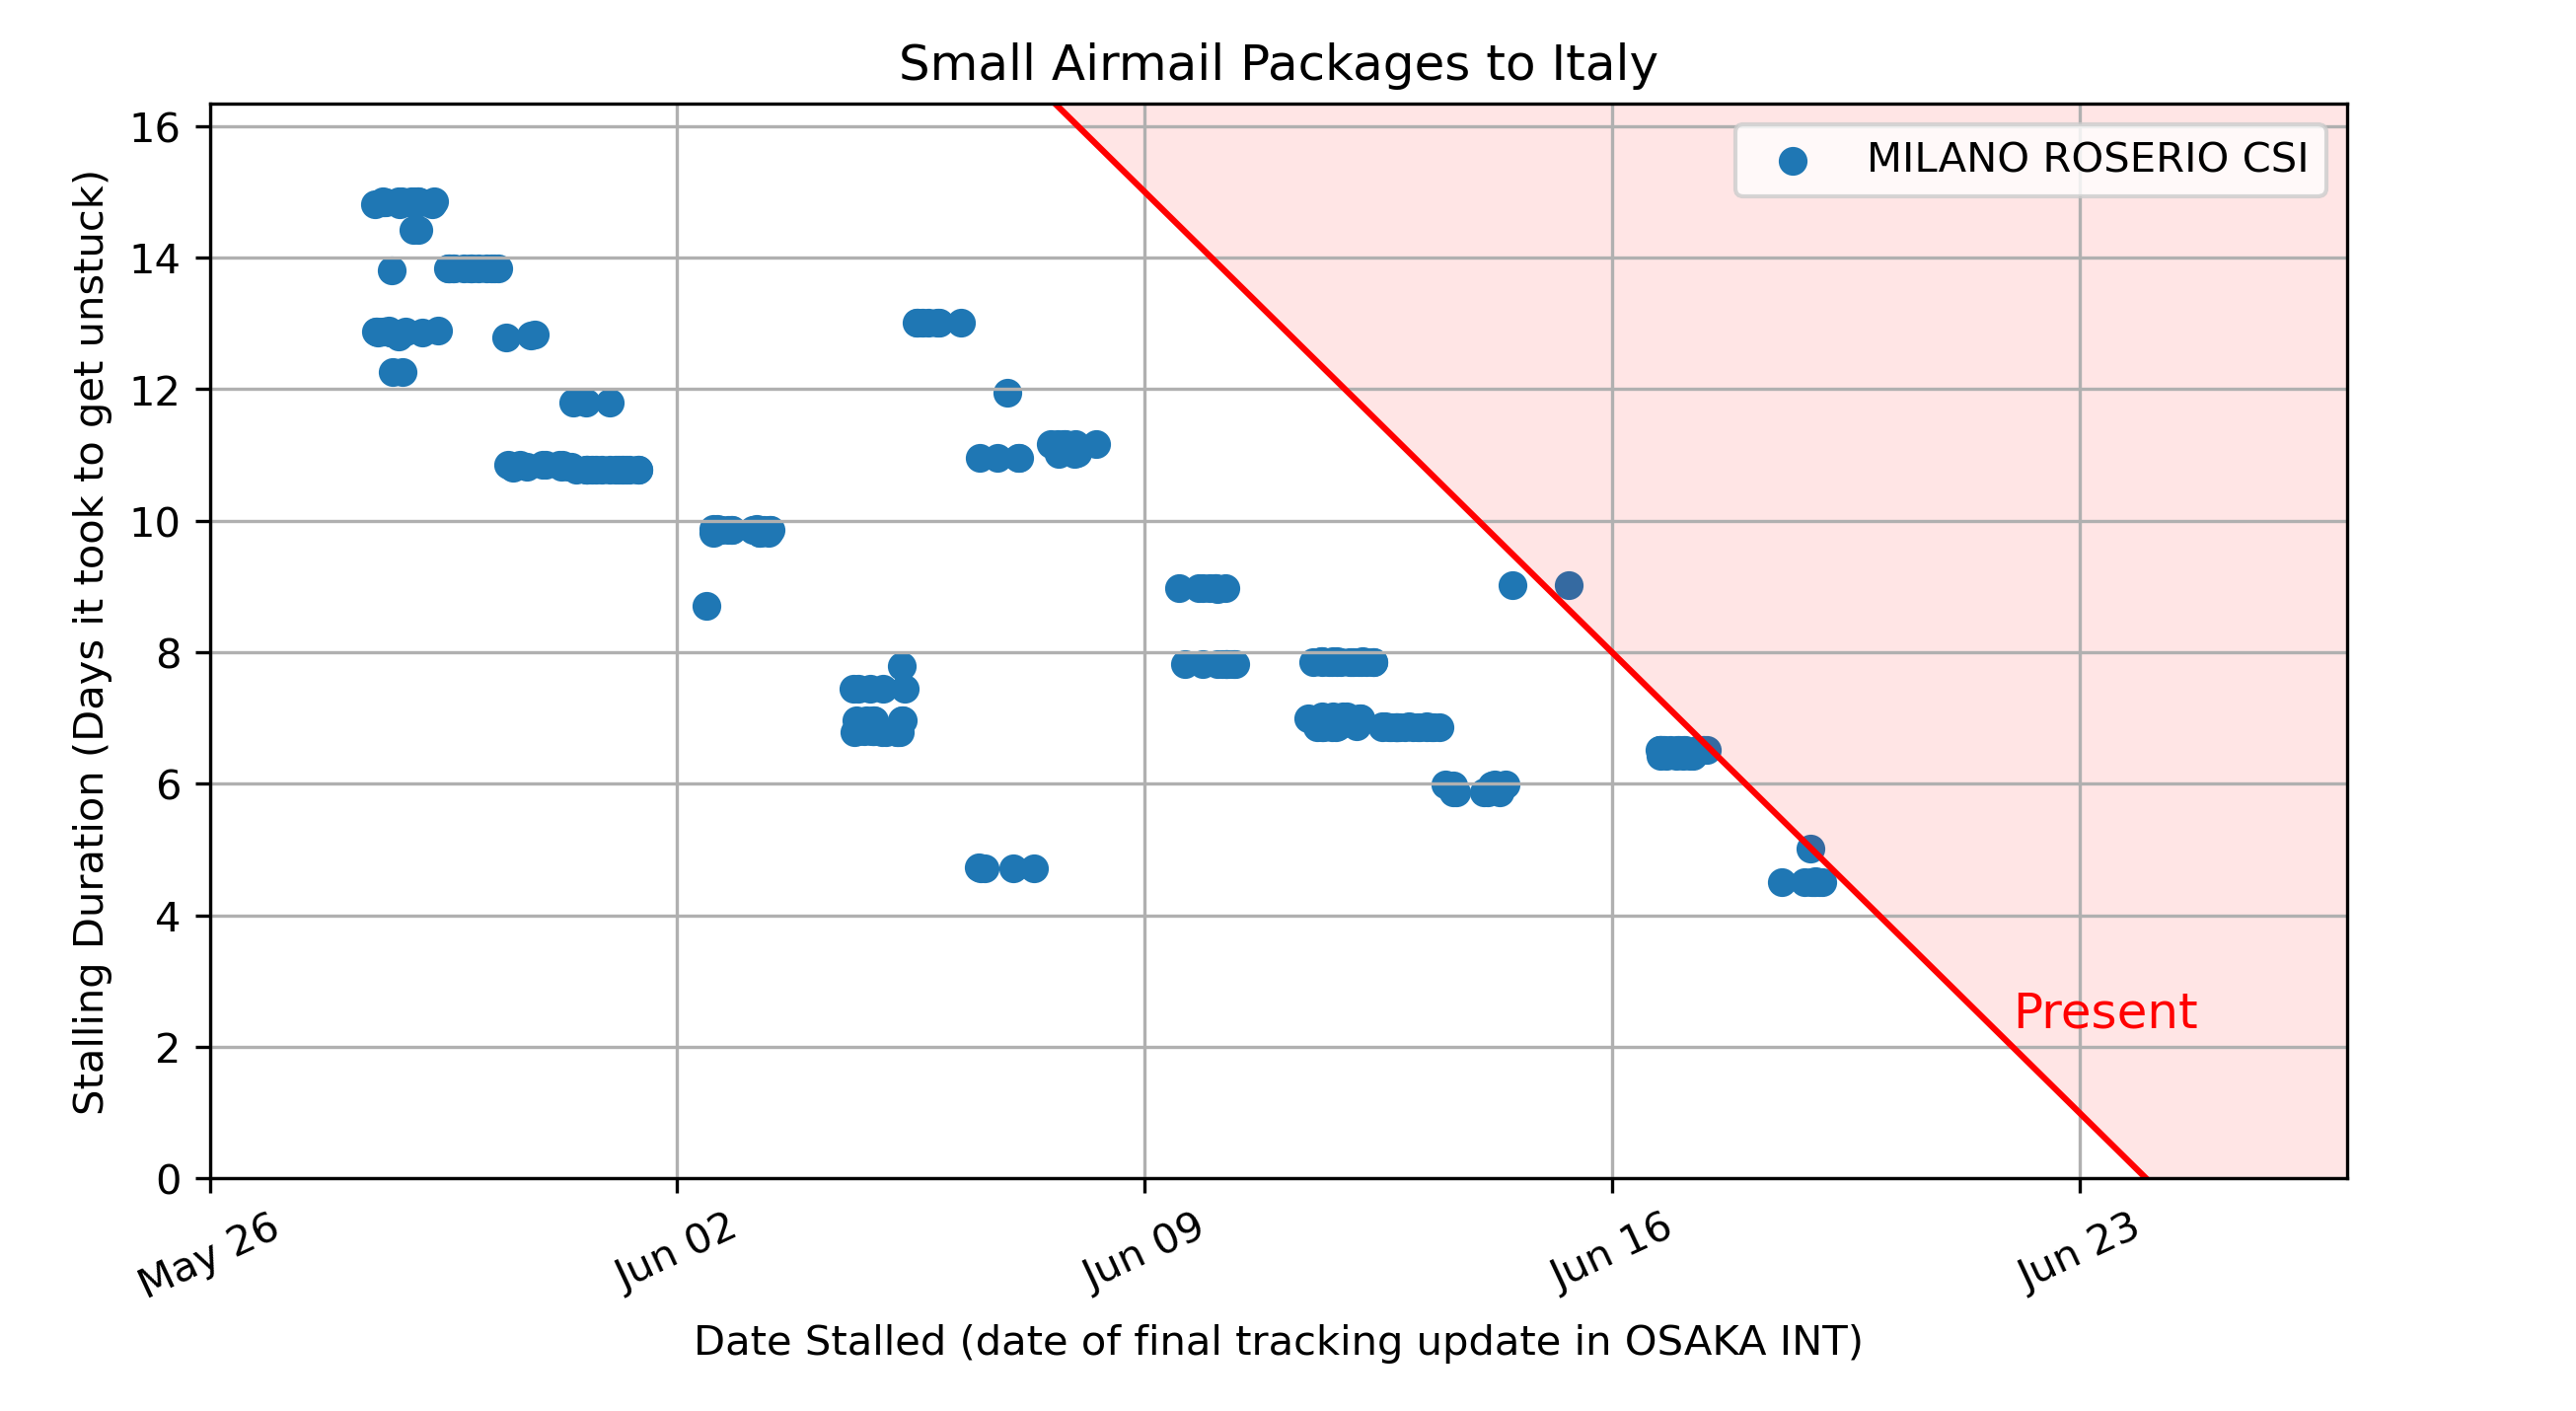 Small Airmail Packages to Italy
MILANO ROSERIO CSI
Stalling Duration (Days it took to get unstuck)
16
14
12
10
8
6
4
2
0
Present
May 26
Jun 02
Jun 09
Jun 16
Jun 23
Date Stalled (date of final tracking update in OSAKA INT)